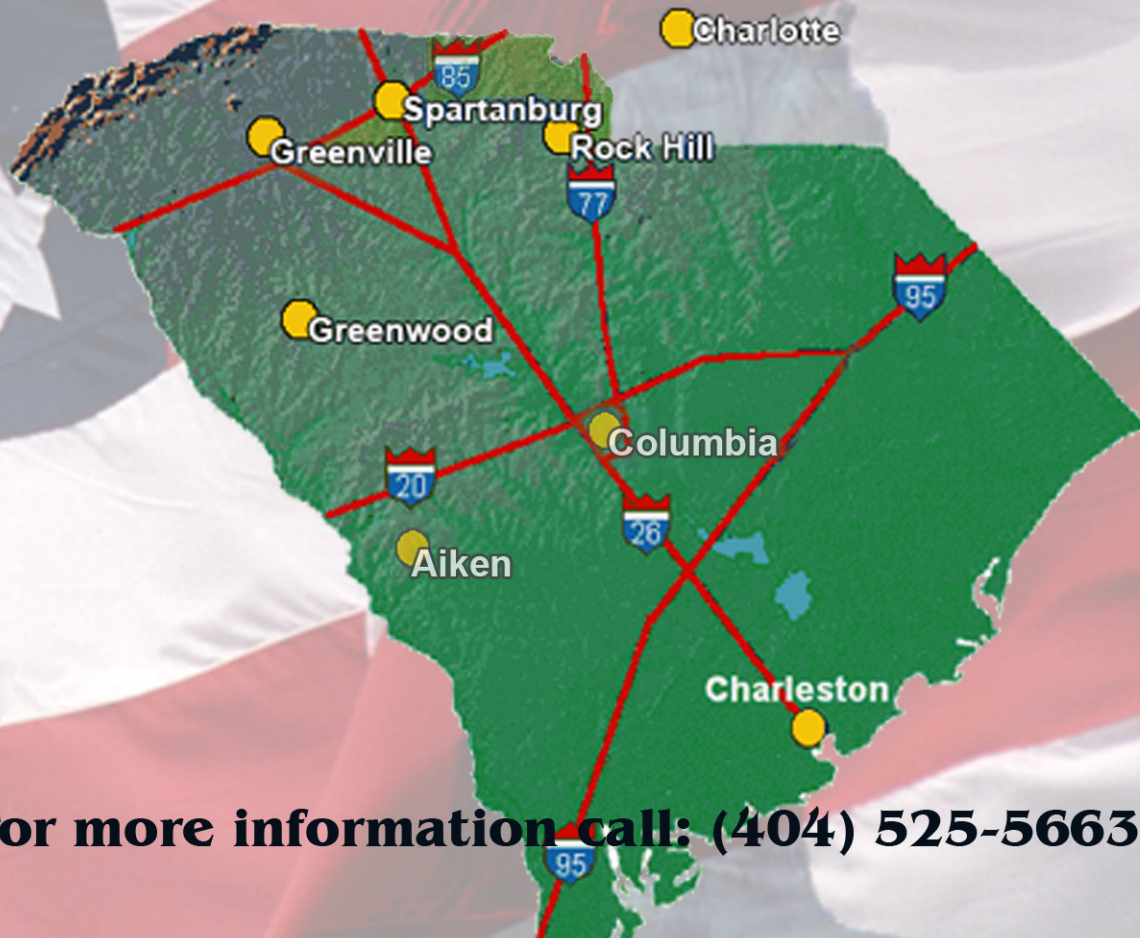 Charlotte
85
Spartanburg
Greenville
Rock Hill
77
95
Greenwood
Columbia
20
26
Aiken
Charleston
or more information call: (404) 525-5663
95